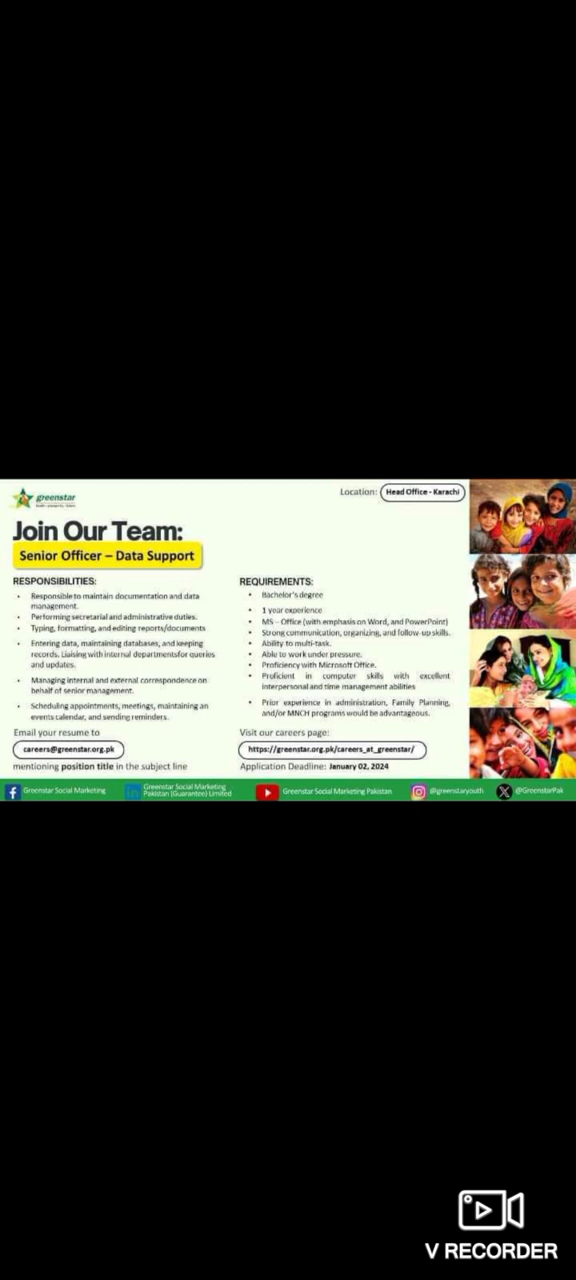 greenstar
Location: Head Office - Karachi
Join Our Team:
Senior Officer – Data Support
RESPONSIBILITIES:
• Responsible to maintain documentation and data
management.
• Performing secretarial and administrative duties.
• Typing, formatting, and editing reports/documents
• Entering data, maintaining databases, and keeping
records. Liaising with internal departmentsfor queries
and updates.
• Managing internal and external correspondence on
behalf of senior management.
• Scheduling appointments, meetings, maintaining an
events calendar, and sending reminders.
Email your resume to
careers@greenstar.org.pk
mentioning position title in the subject line
REQUIREMENTS:
• Bachelor's degree
• 1 year experience
• MS – Office (with emphasis on Word, and PowerPoint)
• Strong communication, organizing, and follow-up skills.
• Ability to multi-task.
• Able to work under pressure.
• Proficiency with Microsoft Office.
• Proficient in computer skills with excellent
interpersonal and time management abilities
• Prior experience in administration, Family Planning,
and/or MNCH programs would be advantageous.
Visit our careers page:
https://greenstar.org.pk/careers_at_greenstar/
Application Deadline: January 02, 2024
Greenstar Social Marketing
Greenstar Social Marketing
Pakistan (Guarantee) Limited
Greenstar Social Marketing Pakistan
@greenstaryouth
@GreenstarPak
V RECORDER